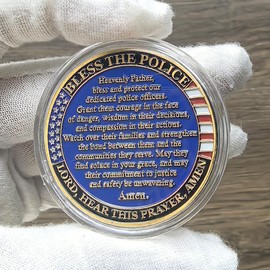 BLESS THE POLICE
Heavenly Father,
bless and protect our
dedicated police officers.
Grant them courage in the face
of danger, wisdom in their decisions,
and compassion in their actions.
Watch over their families and strengthen
the bond between them and the
communities they serve. May they
find solace in your grace, and may
their commitment to justice
and safety be unwavering.
Amen.
LORD, HEAR THIS PRAYER, AMEN